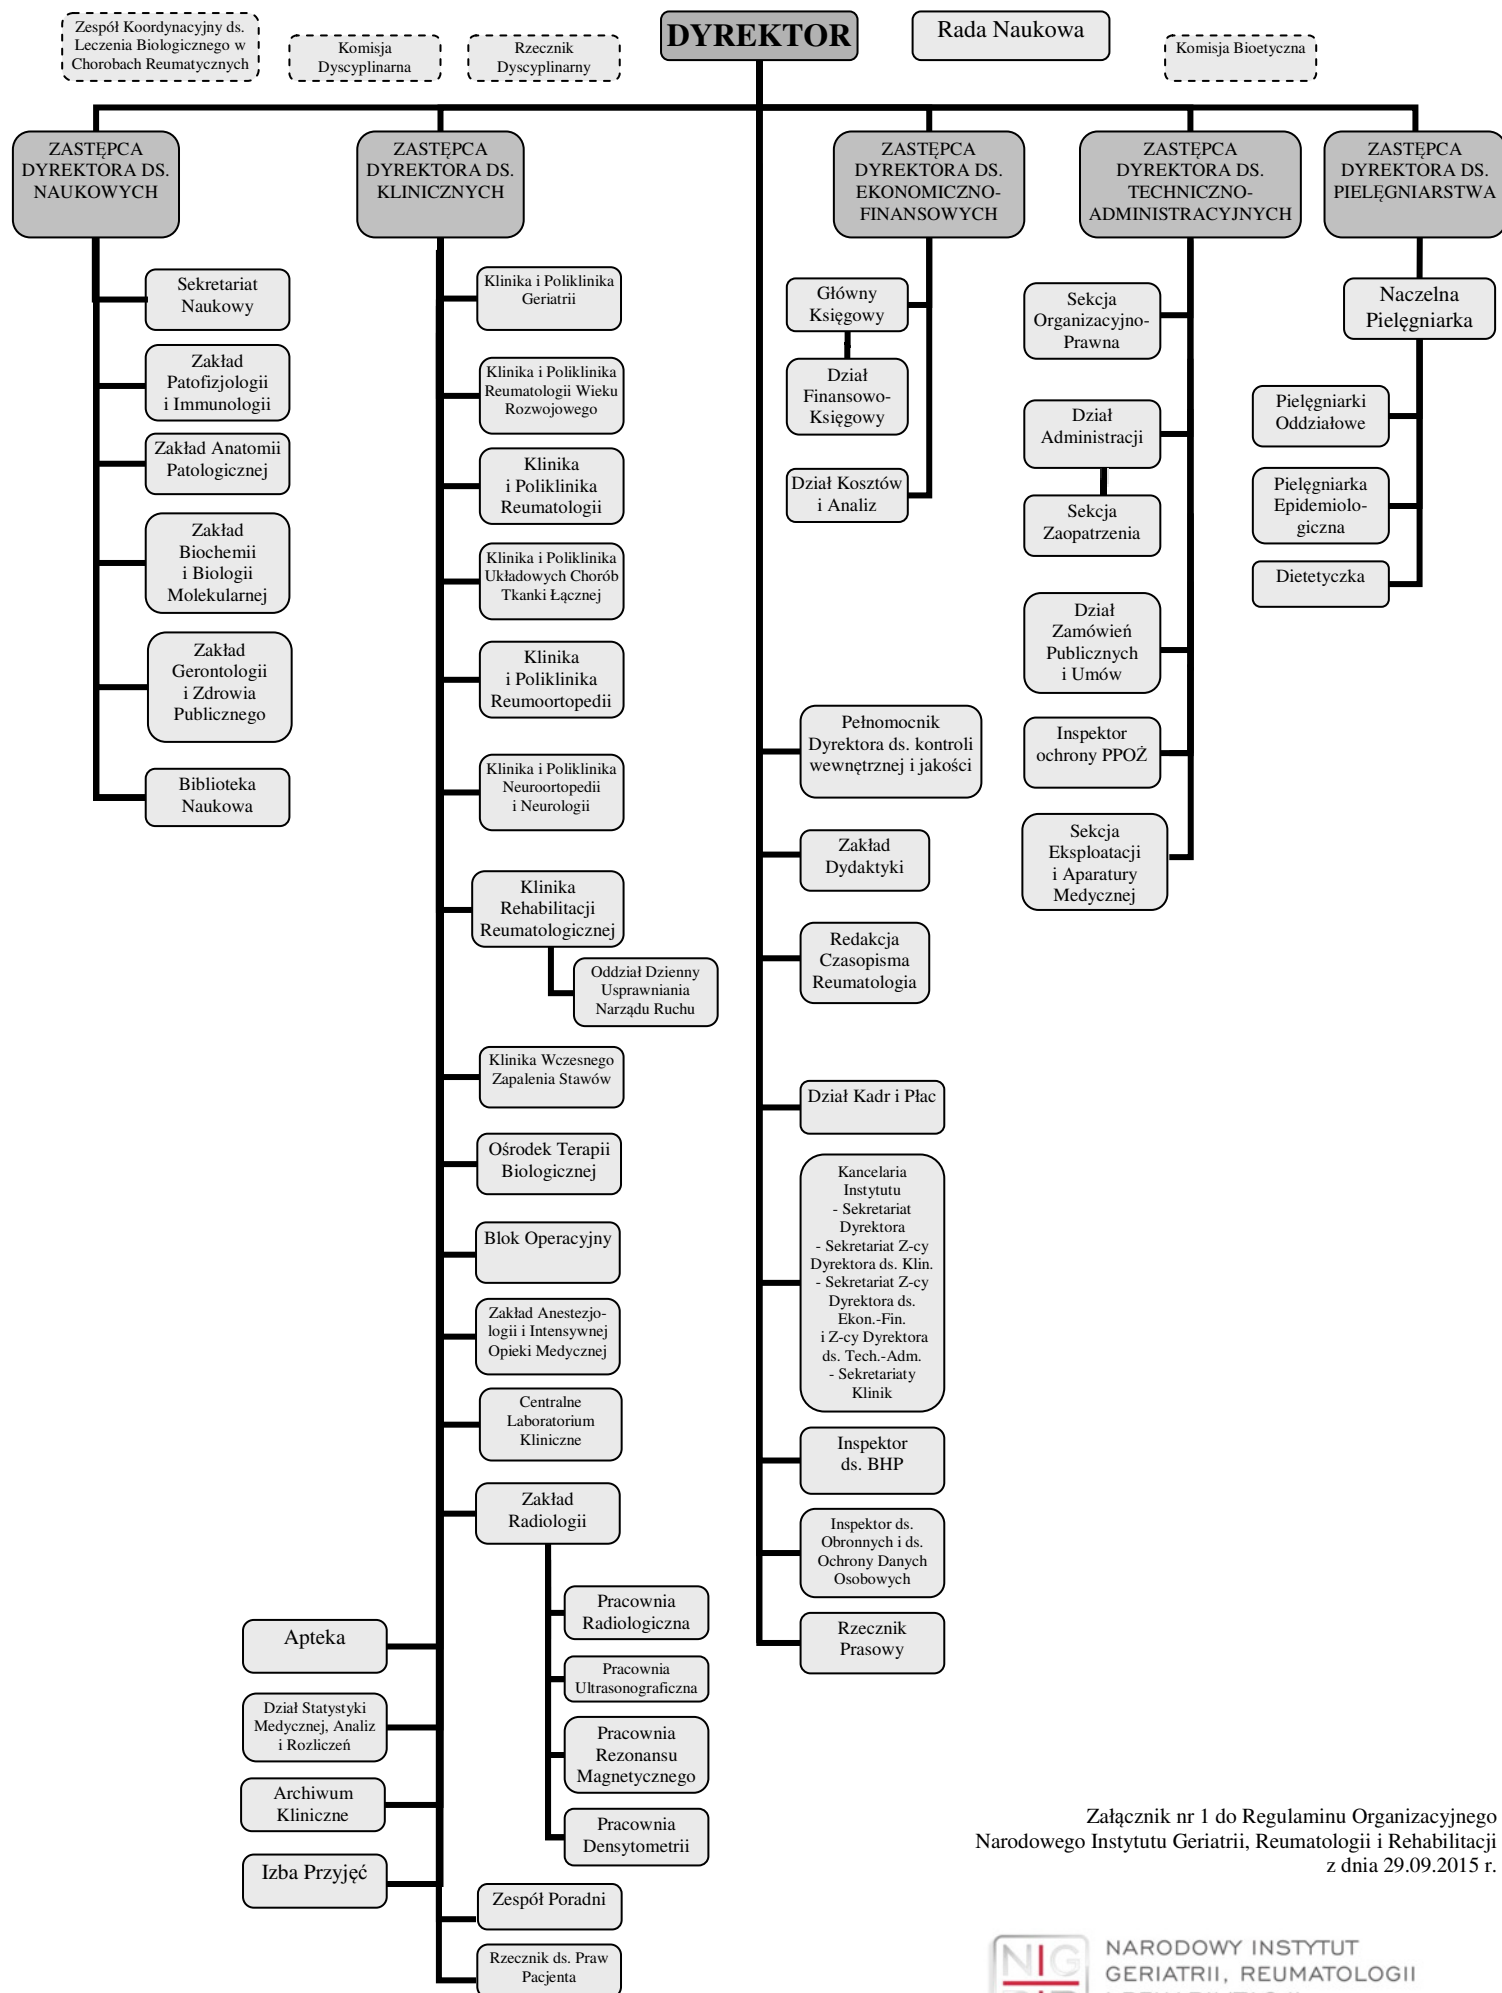 Zespół Koordynacyjny ds.
Leczenia Biologicznego w
Chorobach Reumatycznych
Komisja
Dyscyplinarna
Rzecznik
Dyscyplinarny
DYREKTOR
Rada Naukowa
Komisja Bioetyczna
ZASTĘPCA
DYREKTORA DS.
NAUKOWYCH
ZASTĘPCA
DYREKTORA DS.
KLINICZNYCH
ZASTĘPCA
DYREKTORA DS.
EKONOMICZNO-
FINANSOWYCH
ZASTĘPCA
DYREKTORA DS.
TECHNICZNO-
ADMINISTRACYJNYCH
ZASTĘPCA
DYREKTORA DS.
PIELĘGNIARSTWA
Sekretariat
Naukowy
Zakład
Patofizjologii
i Immunologii
Zakład Anatomii
Patologicznej
Zakład
Biochemii
i Biologii
Molekularnej
Zakład
Gerontologii
i Zdrowia
Publicznego
Biblioteka
Naukowa
Klinika i Poliklinika
Geriatrii
Klinika i Poliklinika
Reumatologii Wieku
Rozwojowego
Klinika
i Poliklinika
Reumatologii
Klinika i Poliklinika
Układowych Chorób
Tkanki Łącznej
Klinika
i Poliklinika
Reumoortopedii
Klinika i Poliklinika
Neuroortopedii
i Neurologii
Klinika
Rehabilitacji
Reumatologicznej
Oddział Dzienny
Usprawniania
Narządu Ruchu
Klinika Wczesnego
Zapalenia Stawów
Ośrodek Terapii
Biologicznej
Blok Operacyjny
Zakład Anestezjo-
logii i Intensywnej
Opieki Medycznej
Centralne
Laboratorium
Kliniczne
Zakład
Radiologii
Pracownia
Radiologiczna
Pracownia
Ultrasonograficzna
Pracownia
Rezonansu
Magnetycznego
Pracownia
Densytometrii
Apteka
Dział Statystyki
Medycznej, Analiz
i Rozliczeń
Archiwum
Kliniczne
Izba Przyjęć
Zespół Poradni
Rzecznik ds. Praw
Pacjenta
Główny
Księgowy
Dział
Finansowo-
Księgowy
Dział Kosztów
i Analiz
Pełnomocnik
Dyrektora ds. kontroli
wewnętrznej i jakości
Zakład
Dydaktyki
Redakcja
Czasopisma
Reumatologia
Dział Kadr i Płac
Kancelaria
Instytutu
- Sekretariat
Dyrektora
- Sekretariat Z-cy
Dyrektora ds. Klin.
- Sekretariat Z-cy
Dyrektora ds.
Ekon.-Fin.
i Z-cy Dyrektora
ds. Tech.-Adm.
- Sekretariaty
Klinik
Inspektor
ds. BHP
Inspektor ds.
Obronnych i ds.
Ochrony Danych
Osobowych
Rzecznik
Prasowy
Sekcja
Organizacyjno-
Prawna
Dział
Administracji
Sekcja
Zaopatrzenia
Dział
Zamówień
Publicznych
i Umów
Inspektor
ochrony PPOŻ
Sekcja
Eksploatacji
i Aparatury
Medycznej
Naczelna
Pielęgniarka
Pielęgniarki
Oddziałowe
Pielęgniarka
Epidemiolo-
giczna
Dietetyczka
Załącznik nr 1 do Regulaminu Organizacyjnego
Narodowego Instytutu Geriatrii, Reumatologii i Rehabilitacji
z dnia 29.09.2015 r.
NIG
NARODOWY INSTYTUT
GERIATRII, REUMATOLOGII